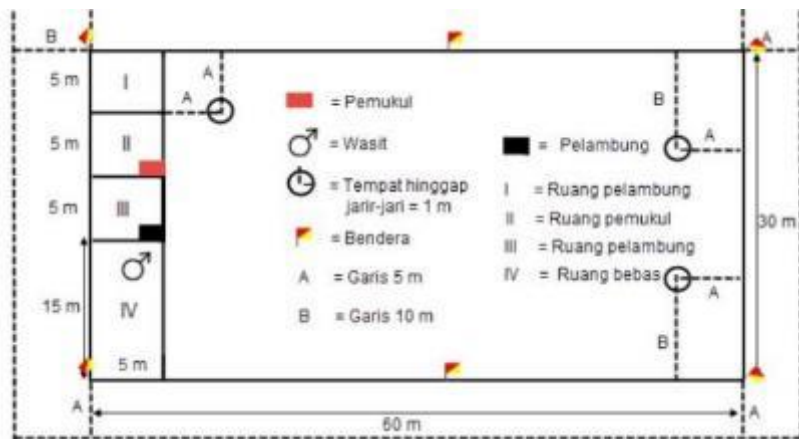 B
A
5 m
I
A
A
B
A
= Pemukul
5 m
II
= Wasit
= Pelambung
= Tempat hinggap
jarir-jari = 1 m
I = Ruang pelambung
II = Ruang pemukul
5 m
III
= Bendera
III = Ruang pelambung
30 m
IV = Ruang bebas
A = Garis 5 m
A
15 m
IV
B = Garis 10 m
B
5 m
A
A
60 m